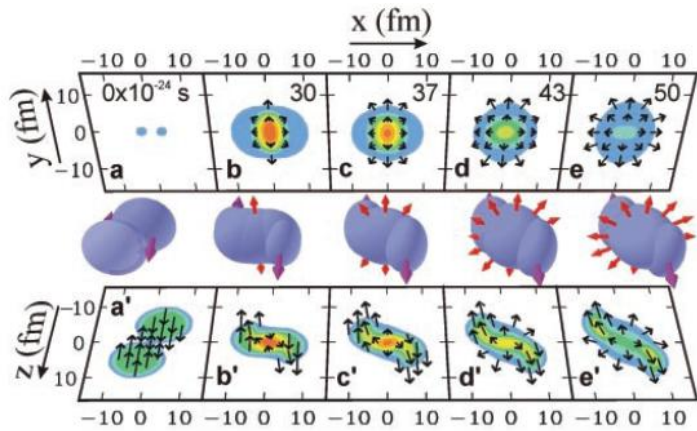 x (fm)
−10 0 10 −10 0 10 −10 0 10 −10 0 10 −10 0 10
y (fm)
10
0
−10
0x10⁻²⁴ s 30 37 43 50
a b c d e
z (fm)
−10
0
10
a' b' c' d' e'
−10 0 10 −10 0 10 −10 0 10 −10 0 10 −10 0 10